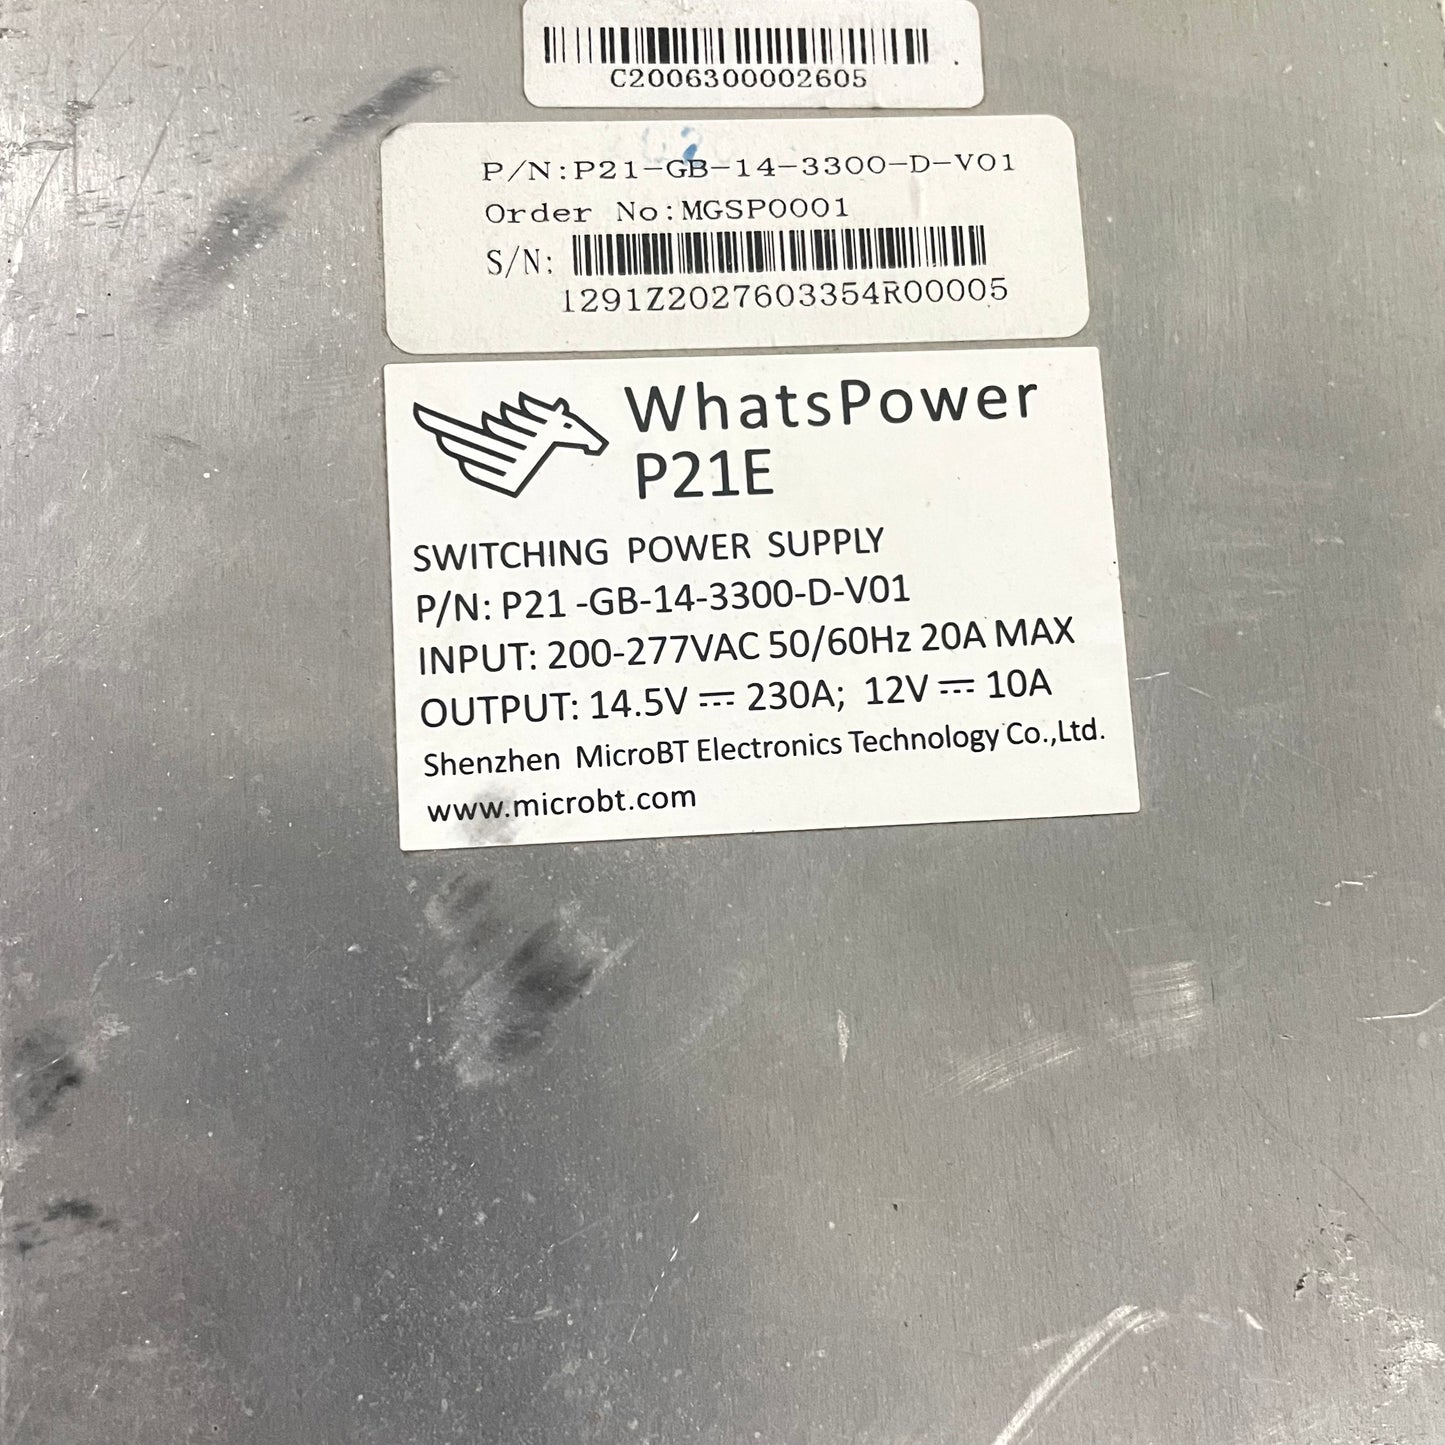 C2006300002605
P/N:P21-GB-14-3300-D-V01
Order No:MGSP0001
S/N:
1291Z2027603354R00005
WhatsPower
P21E
SWITCHING POWER SUPPLY
P/N: P21 -GB-14-3300-D-V01
INPUT: 200-277VAC 50/60Hz 20A MAX
OUTPUT: 14.5V ⎓ 230A; 12V ⎓ 10A
Shenzhen MicroBT Electronics Technology Co.,Ltd.
www.microbt.com